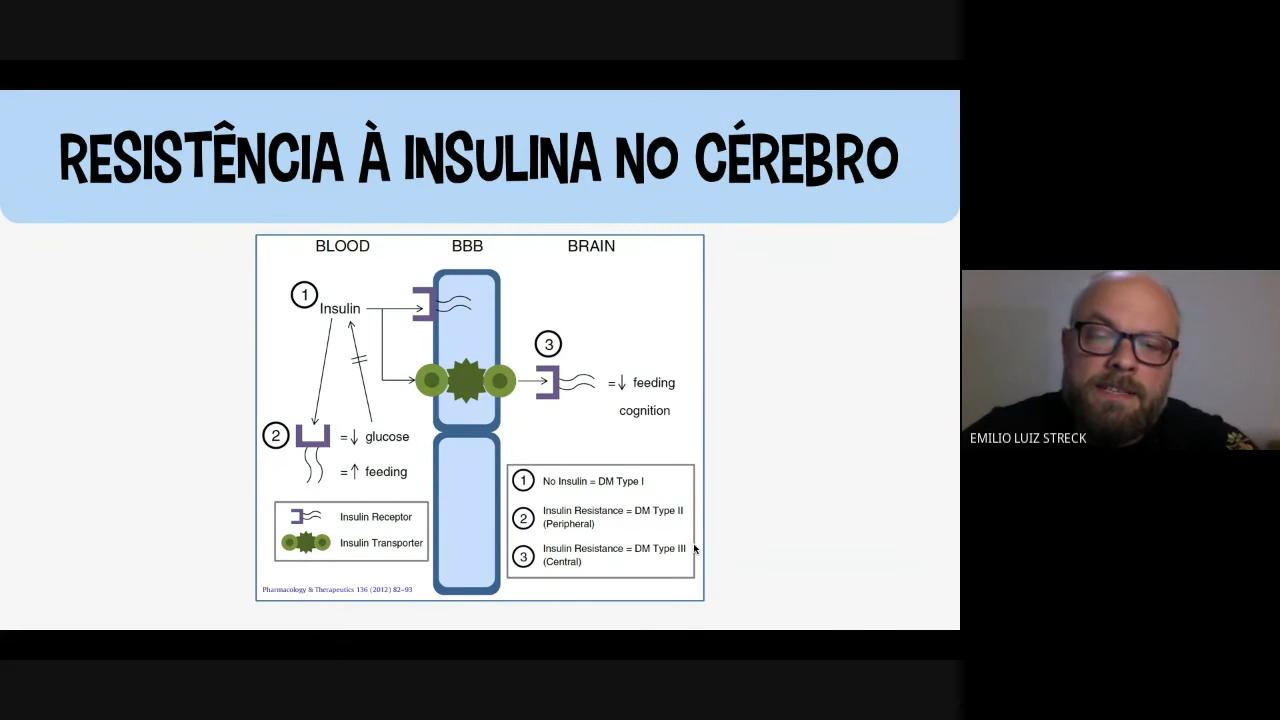 RESISTÊNCIA À INSULINA NO CÉREBRO
BLOOD
BBB
BRAIN
1
Insulin
3
=↓ feeding
cognition
2
=↓ glucose
=↑ feeding
Insulin Receptor
Insulin Transporter
1 No Insulin = DM Type I
2 Insulin Resistance = DM Type II
(Peripheral)
3 Insulin Resistance = DM Type III
(Central)
Pharmacology & Therapeutics 136 (2012) 82–93
EMILIO LUIZ STRECK